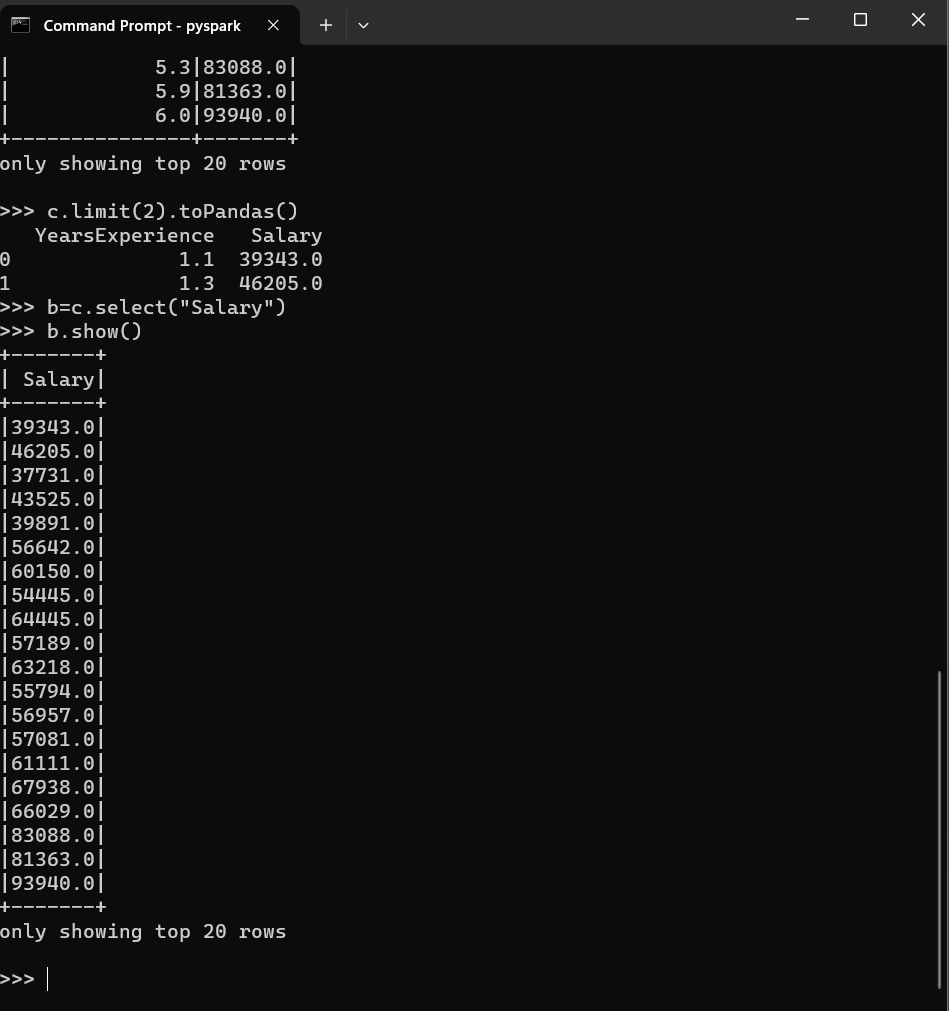 Command Prompt - pyspark
|            5.3|83088.0|
|            5.9|81363.0|
|            6.0|93940.0|
+---------------+-------+
only showing top 20 rows
>>> c.limit(2).toPandas()
   YearsExperience   Salary
0              1.1  39343.0
1              1.3  46205.0
>>> b=c.select("Salary")
>>> b.show()
+-------+
| Salary|
+-------+
|39343.0|
|46205.0|
|37731.0|
|43525.0|
|39891.0|
|56642.0|
|60150.0|
|54445.0|
|64445.0|
|57189.0|
|63218.0|
|55794.0|
|56957.0|
|57081.0|
|61111.0|
|67938.0|
|66029.0|
|83088.0|
|81363.0|
|93940.0|
+-------+
only showing top 20 rows
>>>